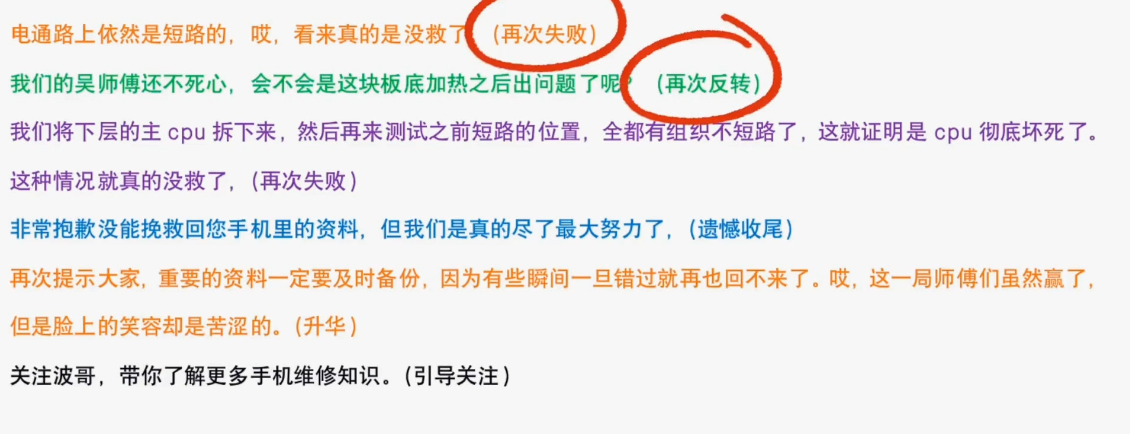 电通路上依然是短路的，哎，看来真的是没救了（再次失败）
我们的吴师傅还不死心，会不会是这块板底加热之后出问题了呢？（再次反转）
我们将下层的主 cpu 拆下来，然后再来测试之前短路的位置，全都有组织不短路了，这就证明是 cpu 彻底坏死了。
这种情况就真的没救了，（再次失败）
非常抱歉没能挽救回您手机里的资料，但我们是真的尽了最大努力了，（遗憾收尾）
再次提示大家，重要的资料一定要及时备份，因为有些瞬间一旦错过就再也回不来了。哎，这一局师傅们虽然赢了，
但是脸上的笑容却是苦涩的。（升华）
关注波哥，带你了解更多手机维修知识。（引导关注）